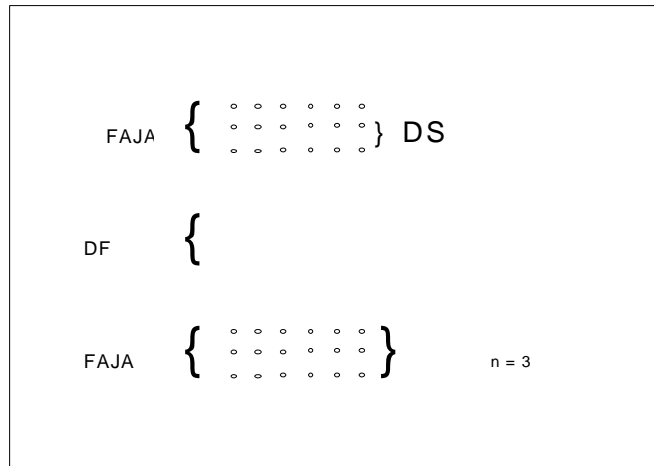 FAJA { } DS
DF {
FAJA { } n = 3